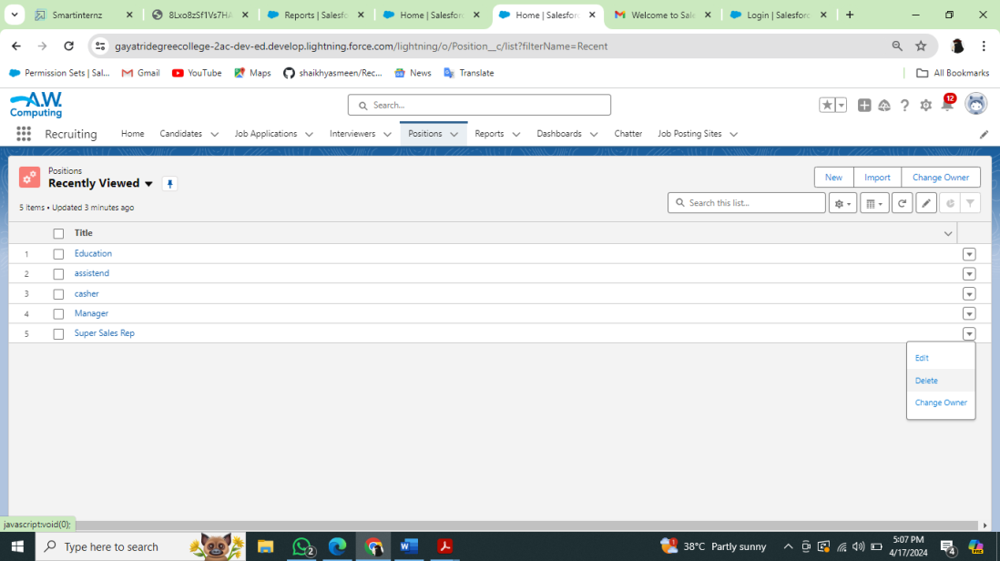 Smartinternz
8Lxo8zSf1Vs7HA
Reports | Salesfo
Home | Salesforc
Home | Salesforc
Welcome to Sale
Login | Salesforc
gayatridegreecollege-2ac-dev-ed.develop.lightning.force.com/lightning/o/Position__c/list?filterName=Recent
Permission Sets | Sal...
Gmail
YouTube
Maps
shaikhyasmeen/Rec...
News
Translate
All Bookmarks
A.W.
Computing
Search...
12
Recruiting
Home
Candidates
Job Applications
Interviewers
Positions
Reports
Dashboards
Chatter
Job Posting Sites
Positions
Recently Viewed
New
Import
Change Owner
5 items • Updated 3 minutes ago
Search this list...
Title
1 Education
2 assistend
3 casher
4 Manager
5 Super Sales Rep
Edit
Delete
Change Owner
javascript:void(0);
Type here to search
2
38°C Partly sunny
5:07 PM
4/17/2024
4